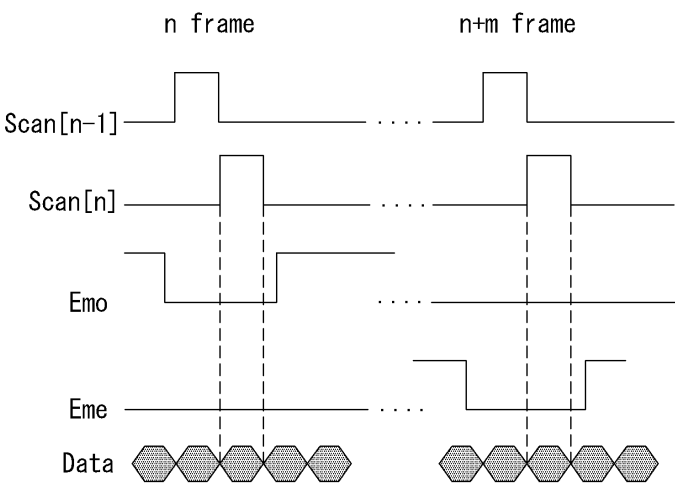 n frame
n+m frame
Scan[n-1]
Scan[n]
Emo
Eme
Data